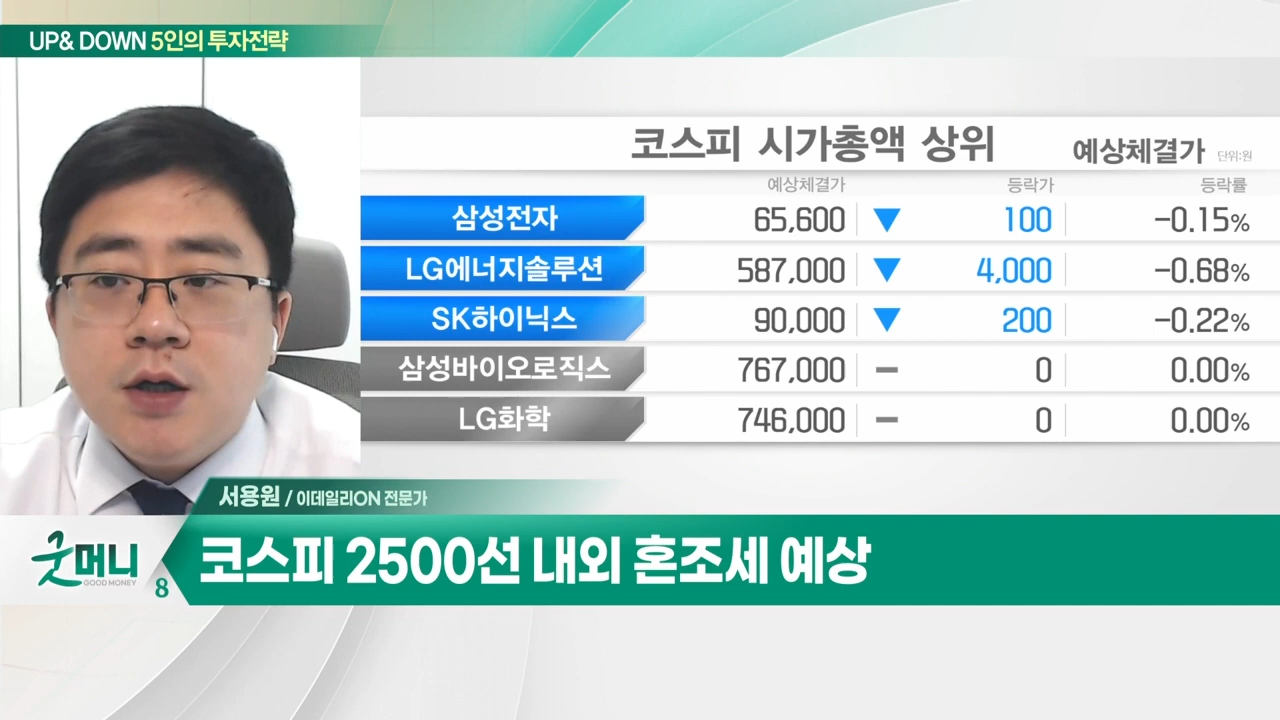 UP& DOWN 5인의 투자전략
코스피 시가총액 상위 예상체결가 단위:원
예상체결가 등락가 등락률
삼성전자 65,600 ▼ 100 -0.15%
LG에너지솔루션 587,000 ▼ 4,000 -0.68%
SK하이닉스 90,000 ▼ 200 -0.22%
삼성바이오로직스 767,000 - 0 0.00%
LG화학 746,000 - 0 0.00%
서용원 / 이데일리ON 전문가
굿머니
GOOD MONEY
8
코스피 2500선 내외 혼조세 예상